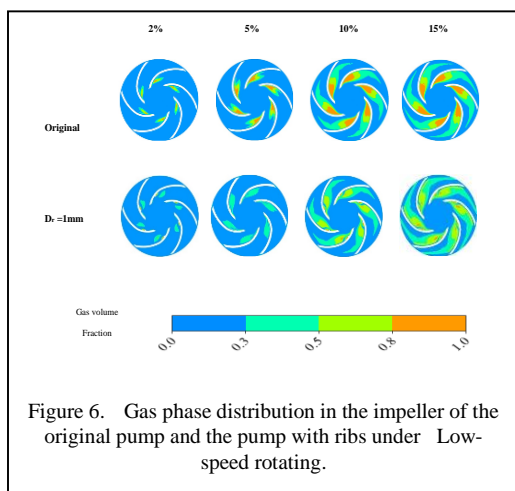 2% 5% 10% 15%
Original
Dᵣ =1mm
Gas volume
Fraction
0.0 0.3 0.5 0.8 1.0
Figure 6. Gas phase distribution in the impeller of the
original pump and the pump with ribs under Low-
speed rotating.